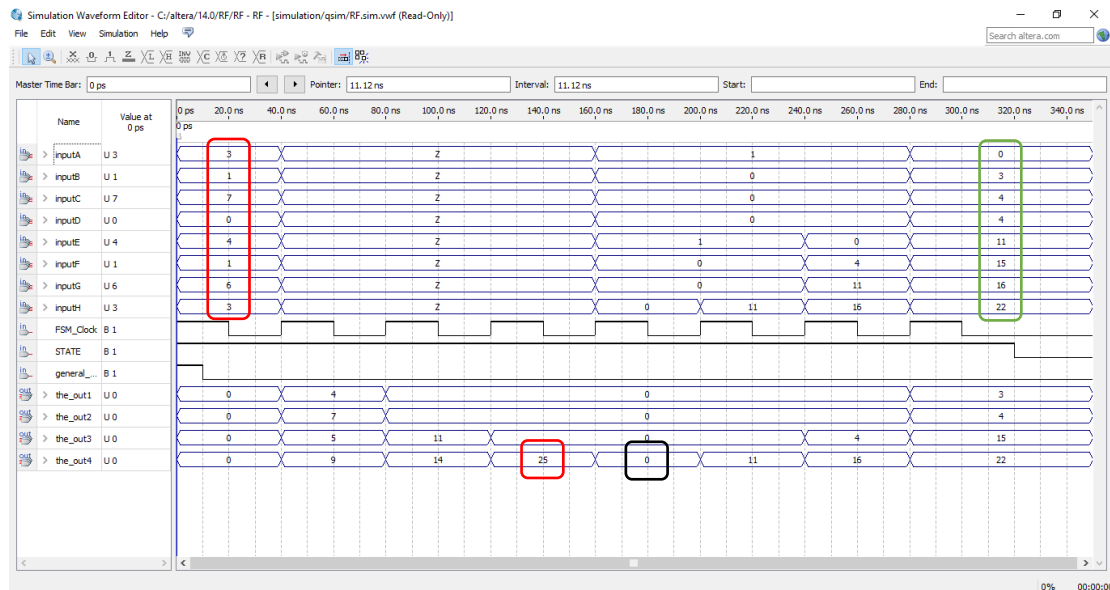 Simulation Waveform Editor - C:/altera/14.0/RF/RF - RF - [simulation/qsim/RF.sim.vwf (Read-Only)]
File Edit View Simulation Help
Search altera.com
Master Time Bar: 0 ps Pointer: 11.12 ns Interval: 11.12 ns Start: End:
Name Value at 0 ps
0 ps 20.0 ns 40.0 ns 60.0 ns 80.0 ns 100.0 ns 120.0 ns 140.0 ns 160.0 ns 180.0 ns 200.0 ns 220.0 ns 240.0 ns 260.0 ns 280.0 ns 300.0 ns 320.0 ns 340.0 ns
0 ps
inputA U 3 3 Z 1 0
inputB U 1 1 Z 0 3
inputC U 7 7 Z 0 4
inputD U 0 0 Z 0 4
inputE U 4 4 Z 1 0 11
inputF U 1 1 Z 0 4 15
inputG U 6 6 Z 0 11 16
inputH U 3 3 Z 0 11 16 22
FSM_Clock B 1
STATE B 1
general_... B 1
the_out1 U 0 0 4 0 3
the_out2 U 0 0 7 0 4
the_out3 U 0 0 5 11 0 4 15
the_out4 U 0 0 9 14 25 0 11 16 22
0% 00:00:0